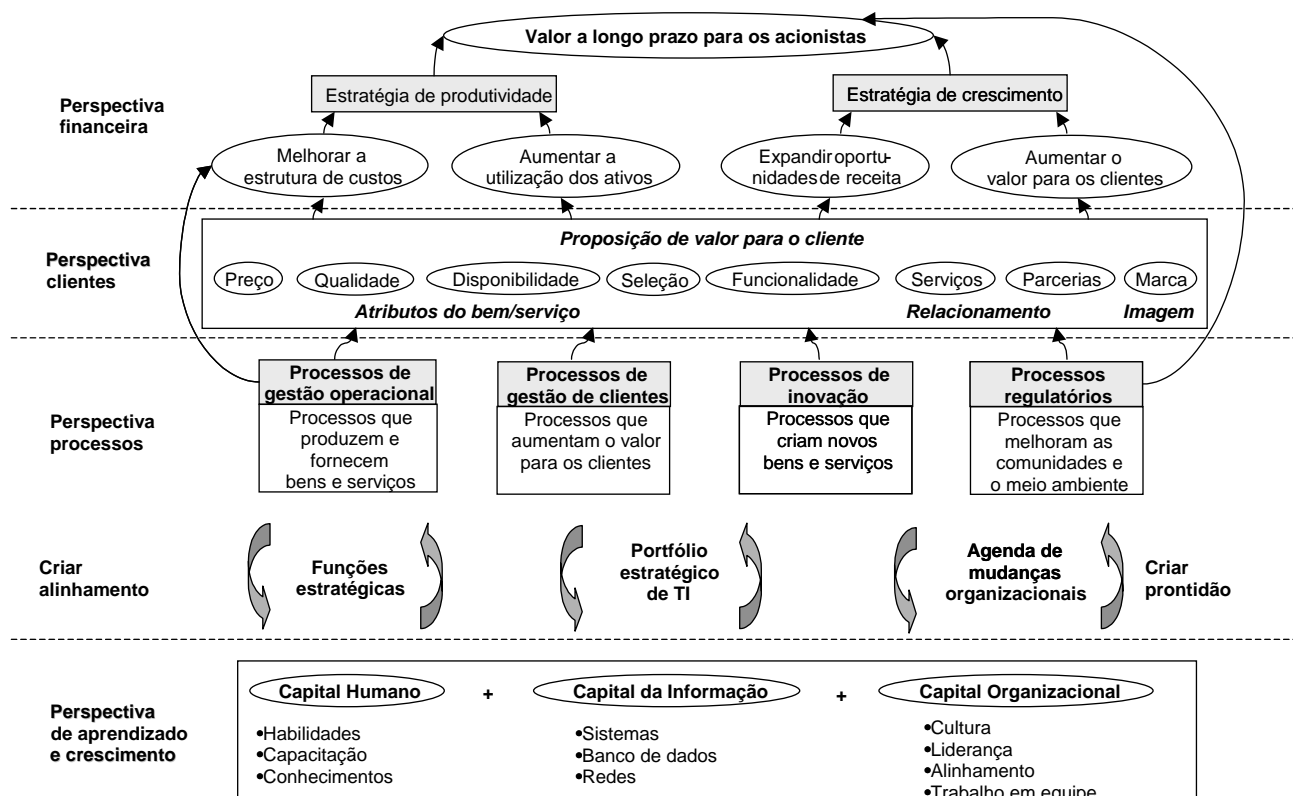 Valor a longo prazo para os acionistas
Perspectiva
financeira
Estratégia de produtividade
Estratégia de crescimento
Melhorar a
estrutura de custos
Aumentar a
utilização dos ativos
Expandir oportu-
nidades de receita
Aumentar o
valor para os clientes
Perspectiva
clientes
Proposição de valor para o cliente
Preço
Qualidade
Disponibilidade
Seleção
Funcionalidade
Serviços
Parcerias
Marca
Atributos do bem/serviço
Relacionamento
Imagem
Perspectiva
processos
Processos de
gestão operacional
Processos que
produzem e
fornecem
bens e serviços
Processos de
gestão de clientes
Processos que
aumentam o valor
para os clientes
Processos de
inovação
Processos que
criam novos
bens e serviços
Processos
regulatórios
Processos que
melhoram as
comunidades e
o meio ambiente
Criar
alinhamento
Funções
estratégicas
Portfólio
estratégico
de TI
Agenda de
mudanças
organizacionais
Criar
prontidão
Perspectiva
de aprendizado
e crescimento
Capital Humano
+
Capital da Informação
+
Capital Organizacional
•Habilidades
•Capacitação
•Conhecimentos
•Sistemas
•Banco de dados
•Redes
•Cultura
•Liderança
•Alinhamento
•Trabalho em equipe